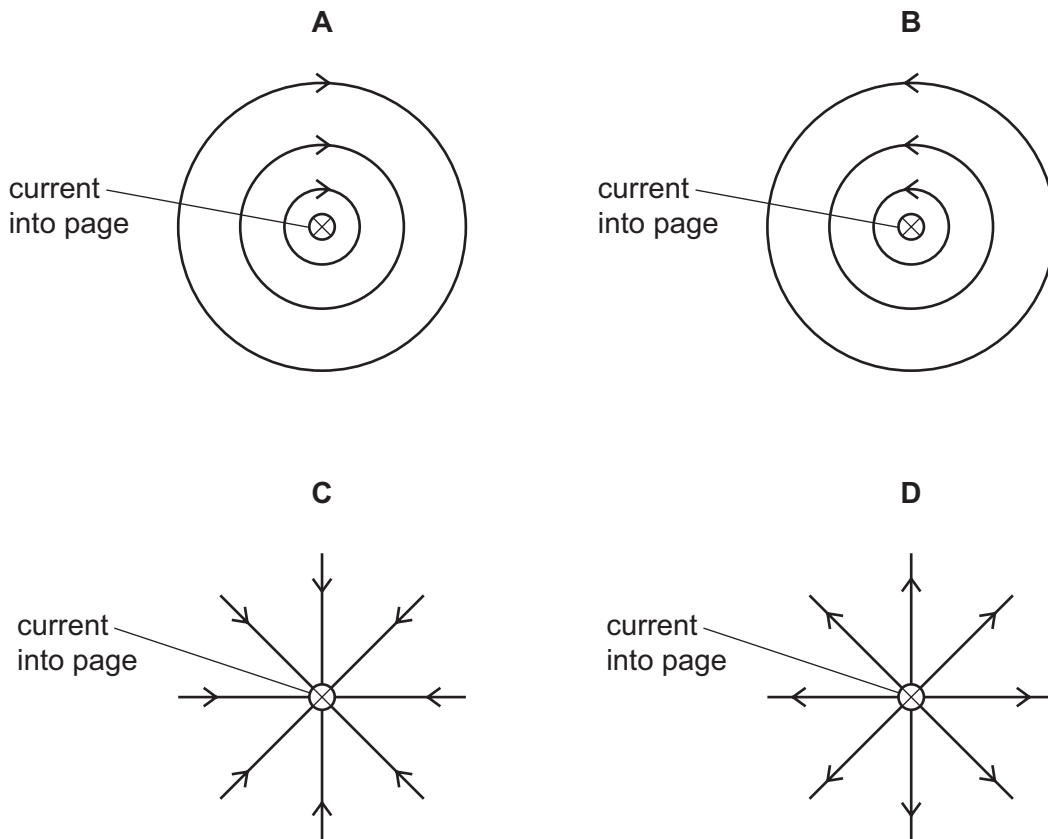 A
B
current
into page
current
into page
C
D
current
into page
current
into page